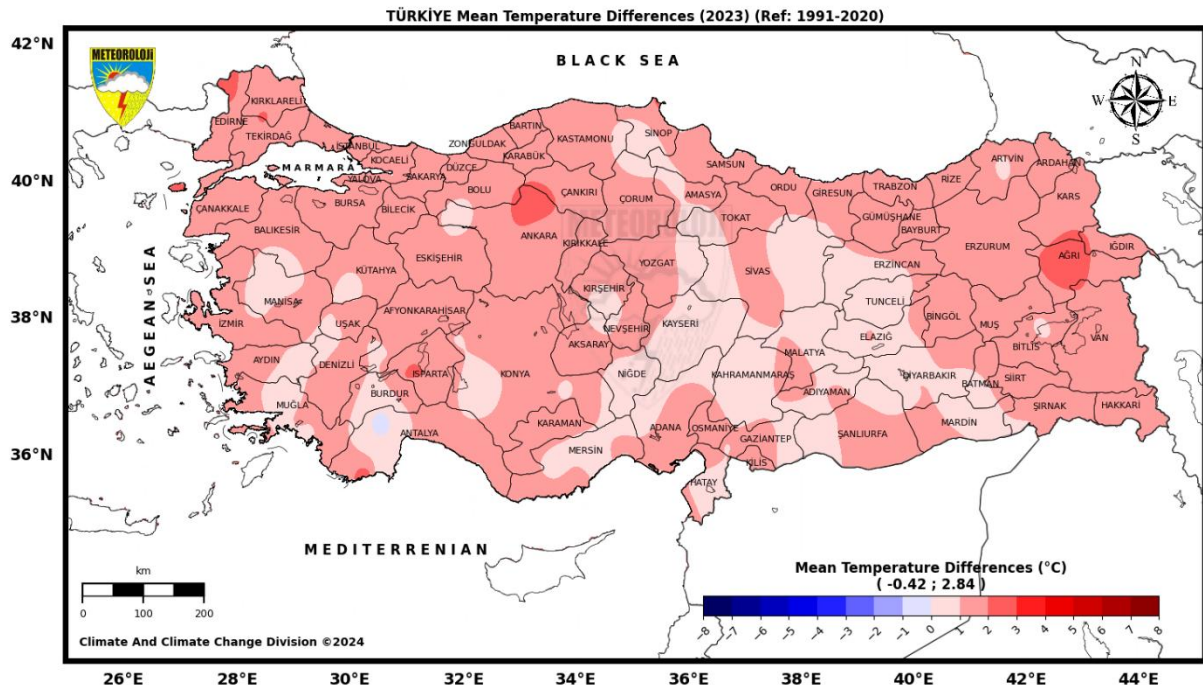 TÜRKİYE Mean Temperature Differences (2023) (Ref: 1991-2020)
42°N
40°N
38°N
36°N
METEOROLOJİ
BLACK SEA
N
W E
S
KIRKLARELİ
EDİRNE
TEKİRDAĞ
İSTANBUL
MARMARA
KOCAELİ
YALOVA
SAKARYA
DÜZCE
ZONGULDAK
BARTIN
KARABÜK
KASTAMONU
SİNOP
SAMSUN
ORDU
GİRESUN
TRABZON
RİZE
ARTVİN
ARDAHAN
KARS
ÇANAKKALE
BALIKESİR
BURSA
BİLECİK
BOLU
ÇANKIRI
ÇORUM
AMASYA
TOKAT
GÜMÜŞHANE
BAYBURT
ERZURUM
IĞDIR
AĞRI
ESKİŞEHİR
ANKARA
KIRIKKALE
METEOROLOJİ
YOZGAT
SİVAS
ERZİNCAN
KÜTAHYA
MANİSA
AFYONKARAHİSAR
KIRŞEHİR
TUNCELİ
İZMİR
UŞAK
NEVŞEHİR
KAYSERİ
BİNGÖL
MUŞ
VAN
AYDIN
DENİZLİ
ISPARTA
KONYA
AKSARAY
NİĞDE
MALATYA
ELAZIĞ
BİTLİS
AEGEAN SEA
MUĞLA
BURDUR
ANTALYA
KARAMAN
MERSİN
KAHRAMANMARAŞ
ADIYAMAN
DİYARBAKIR
BATMAN
SİİRT
ŞIRNAK
HAKKARİ
ADANA
OSMANİYE
GAZİANTEP
ŞANLIURFA
MARDİN
KİLİS
HATAY
MEDITERRENIAN
km
0 100 200
Climate And Climate Change Division ©2024
Mean Temperature Differences (°C)
( -0.42 ; 2.84 )
-8 -7 -6 -5 -4 -3 -2 -1 0 1 2 3 4 5 6 7 8
26°E 28°E 30°E 32°E 34°E 36°E 38°E 40°E 42°E 44°E